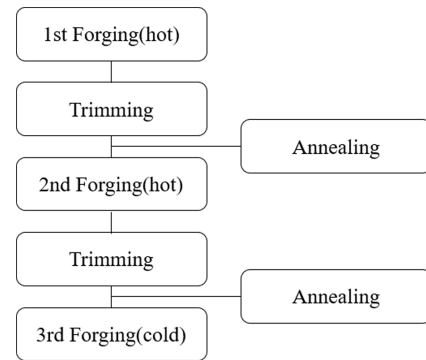 1st Forging(hot)
Trimming
Annealing
2nd Forging(hot)
Trimming
Annealing
3rd Forging(cold)